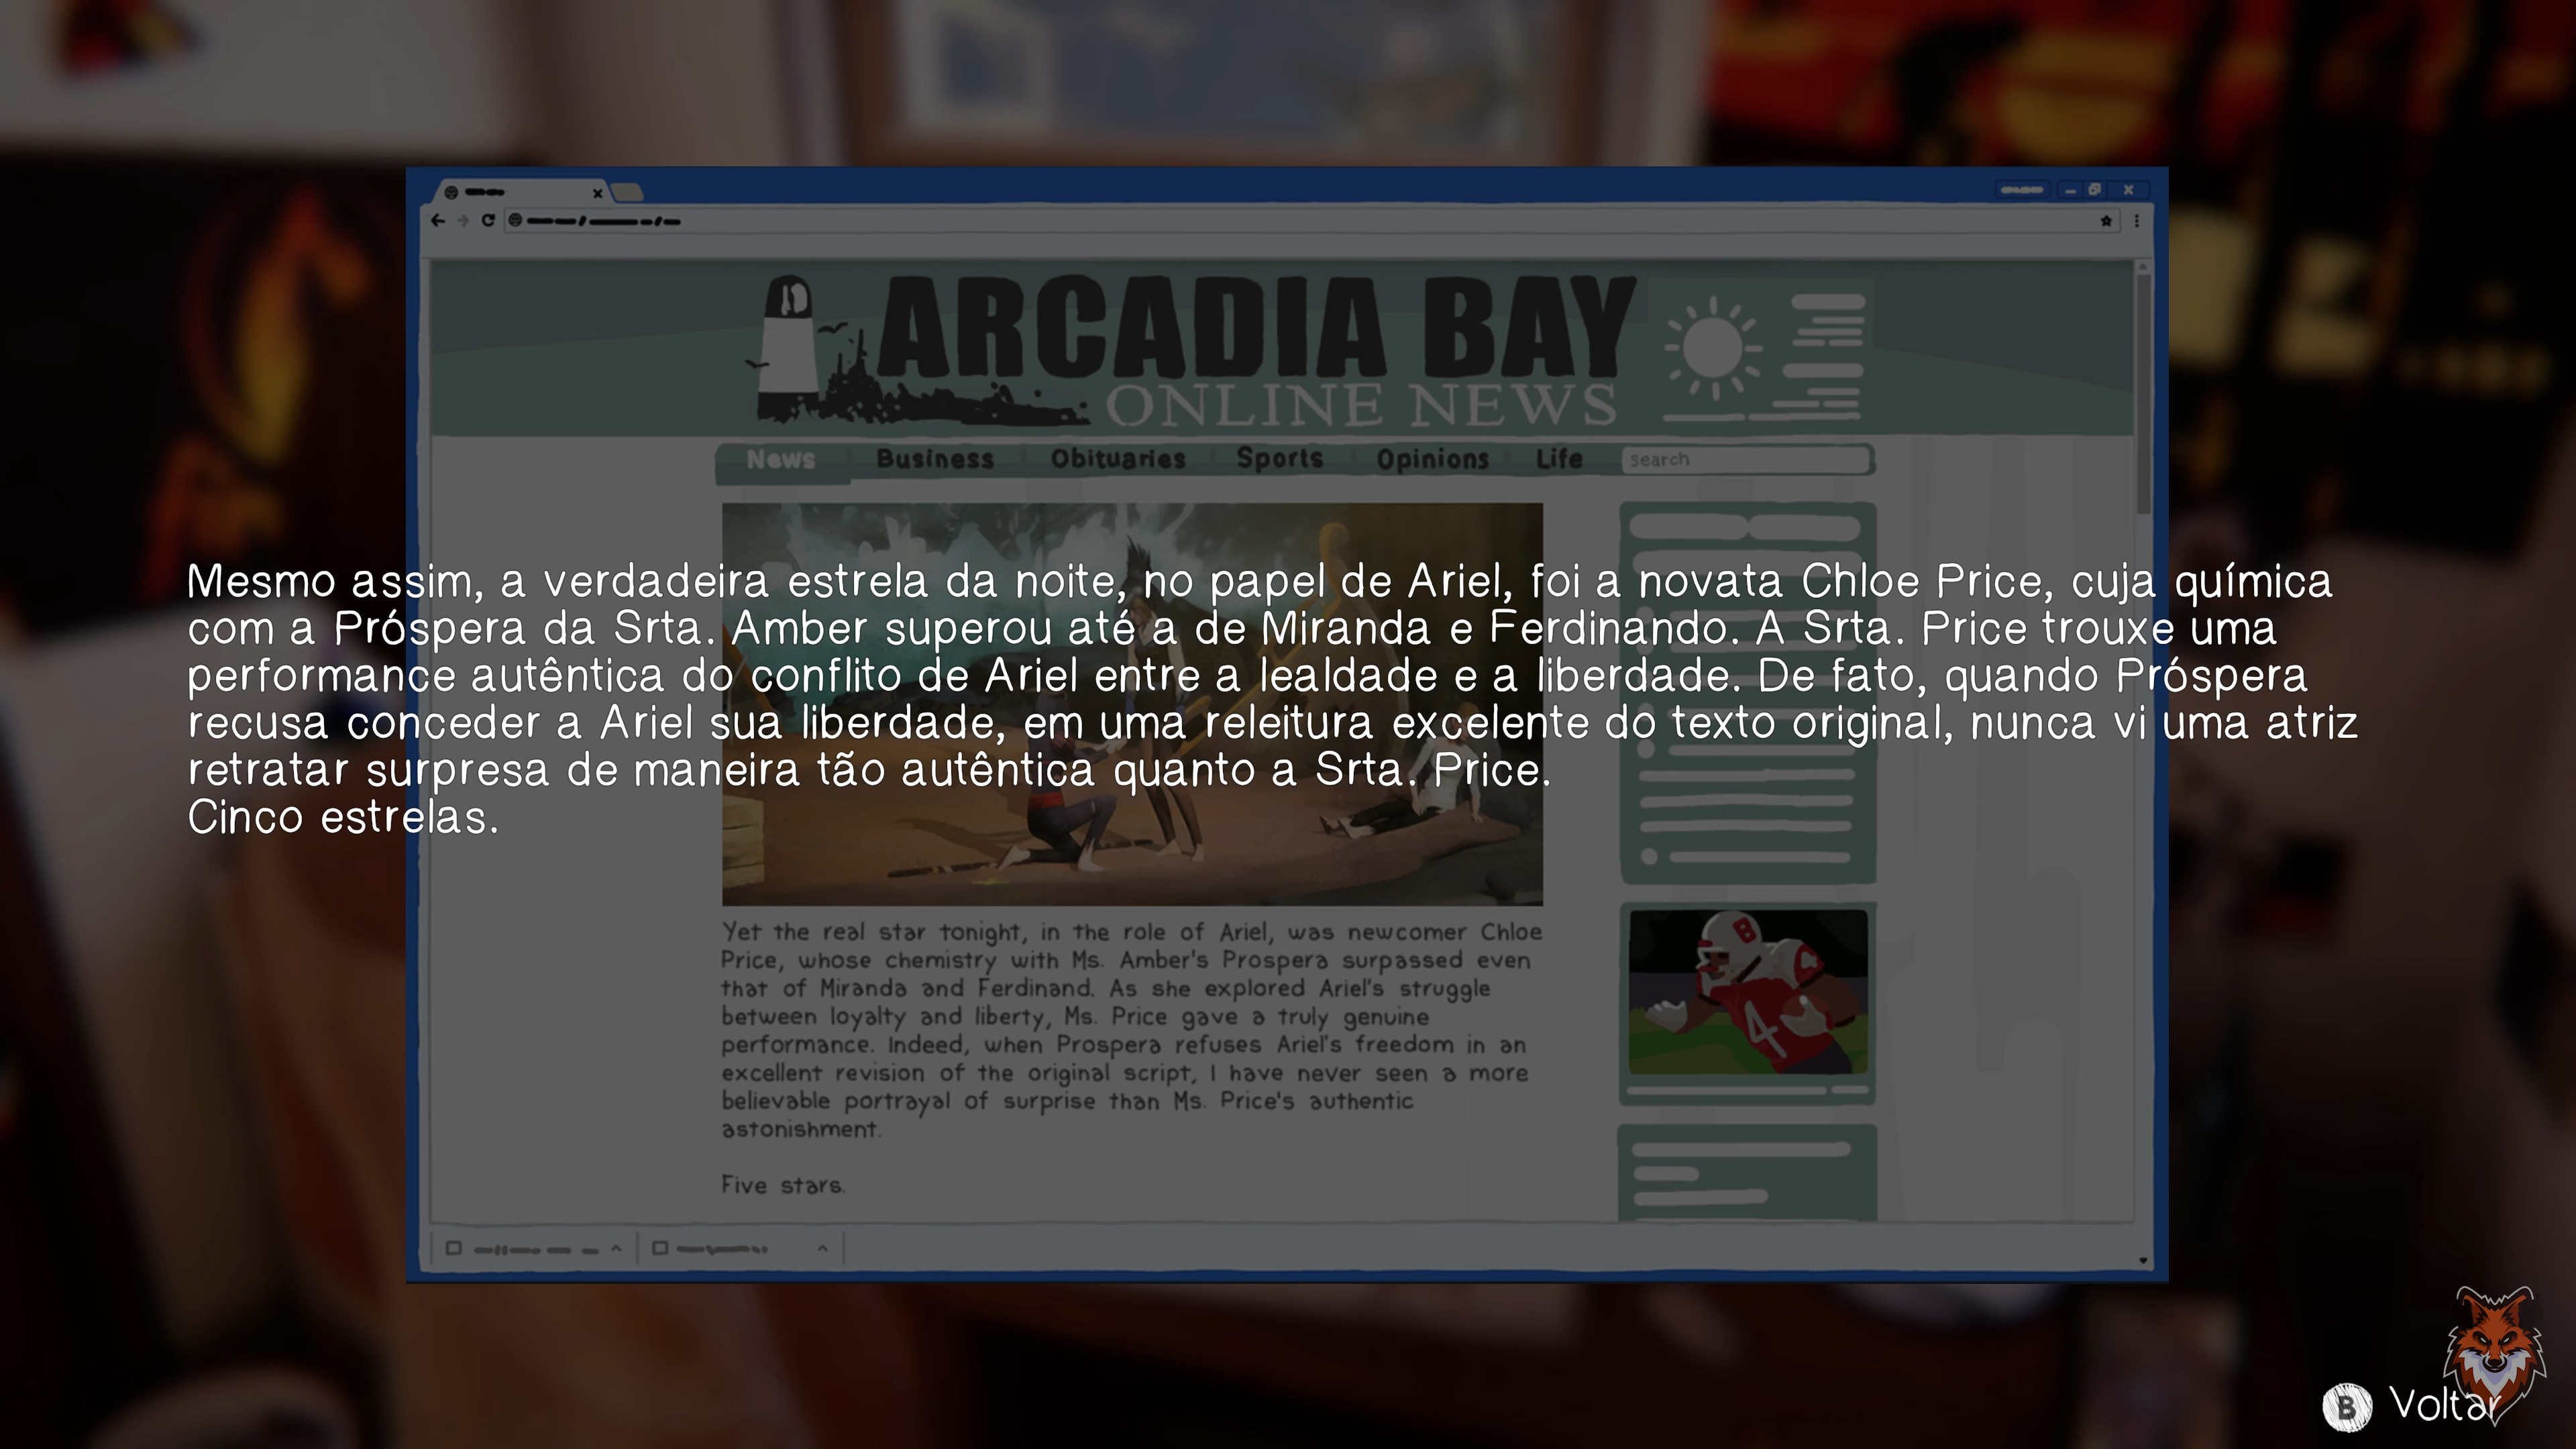 ARCADIA BAY
ONLINE NEWS
News Business Obituaries Sports Opinions Life search
Mesmo assim, a verdadeira estrela da noite, no papel de Ariel, foi a novata Chloe Price, cuja química
com a Próspera da Srta. Amber superou até a de Miranda e Ferdinando. A Srta. Price trouxe uma
performance autêntica do conflito de Ariel entre a lealdade e a liberdade. De fato, quando Próspera
recusa conceder a Ariel sua liberdade, em uma releitura excelente do texto original, nunca vi uma atriz
retratar surpresa de maneira tão autêntica quanto a Srta. Price.
Cinco estrelas.
Yet the real star tonight, in the role of Ariel, was newcomer Chloe
Price, whose chemistry with Ms. Amber's Prospera surpassed even
that of Miranda and Ferdinand. As she explored Ariel's struggle
between loyalty and liberty, Ms. Price gave a truly genuine
performance. Indeed, when Prospera refuses Ariel's freedom in an
excellent revision of the original script, I have never seen a more
believable portrayal of surprise than Ms. Price's authentic
astonishment.
Five stars.
B
4
4
B Voltar